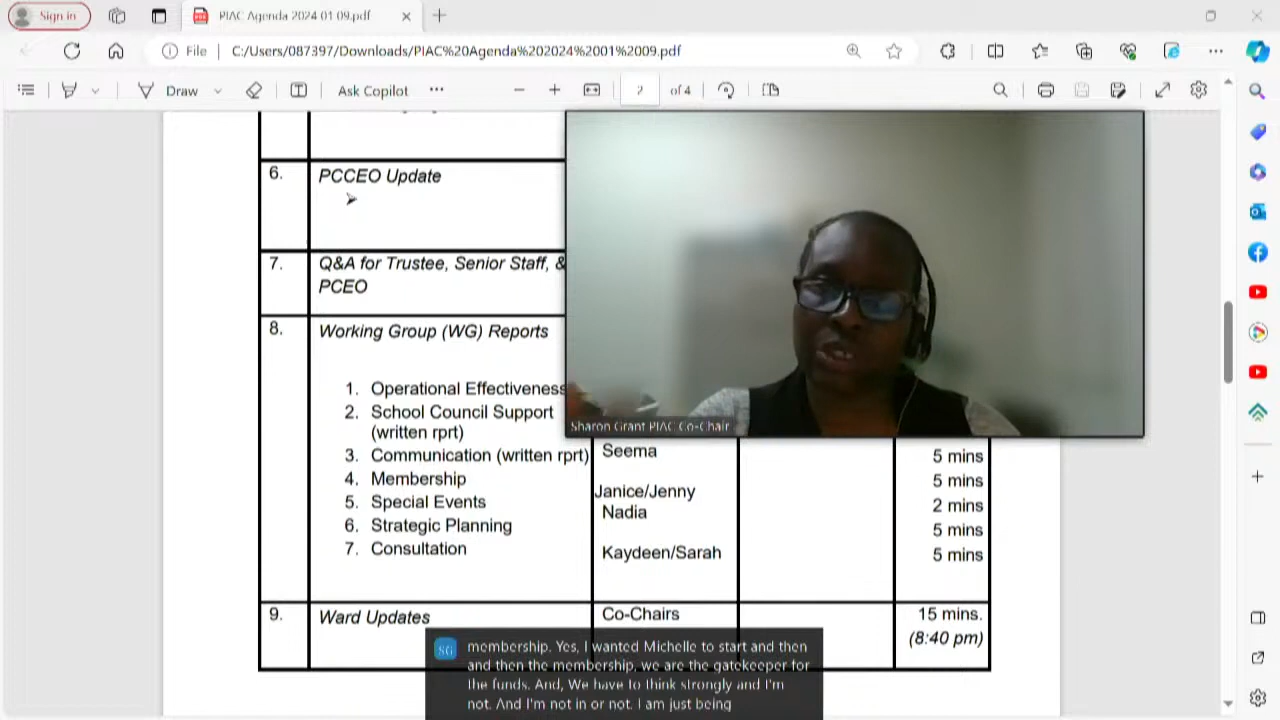 Sign in
PIAC Agenda 2024 01 09.pdf
File
C:/Users/087397/Downloads/PIAC%20Agenda%202024%2001%2009.pdf
Draw
Ask Copilot
2 of 4
6. PCCEO Update
7. Q&A for Trustee, Senior Staff, &
PCEO
8. Working Group (WG) Reports
1. Operational Effectiveness
2. School Council Support
(written rprt)
3. Communication (written rprt)
4. Membership
5. Special Events
6. Strategic Planning
7. Consultation
Seema
Janice/Jenny
Nadia
Kaydeen/Sarah
5 mins
5 mins
2 mins
5 mins
5 mins
9. Ward Updates
Co-Chairs
15 mins.
(8:40 pm)
Sharon Grant PIAC Co-Chair
SG
membership. Yes, I wanted Michelle to start and then
and then the membership, we are the gatekeeper for
the funds. And, We have to think strongly and I'm
not. And I'm not in or not. I am just being